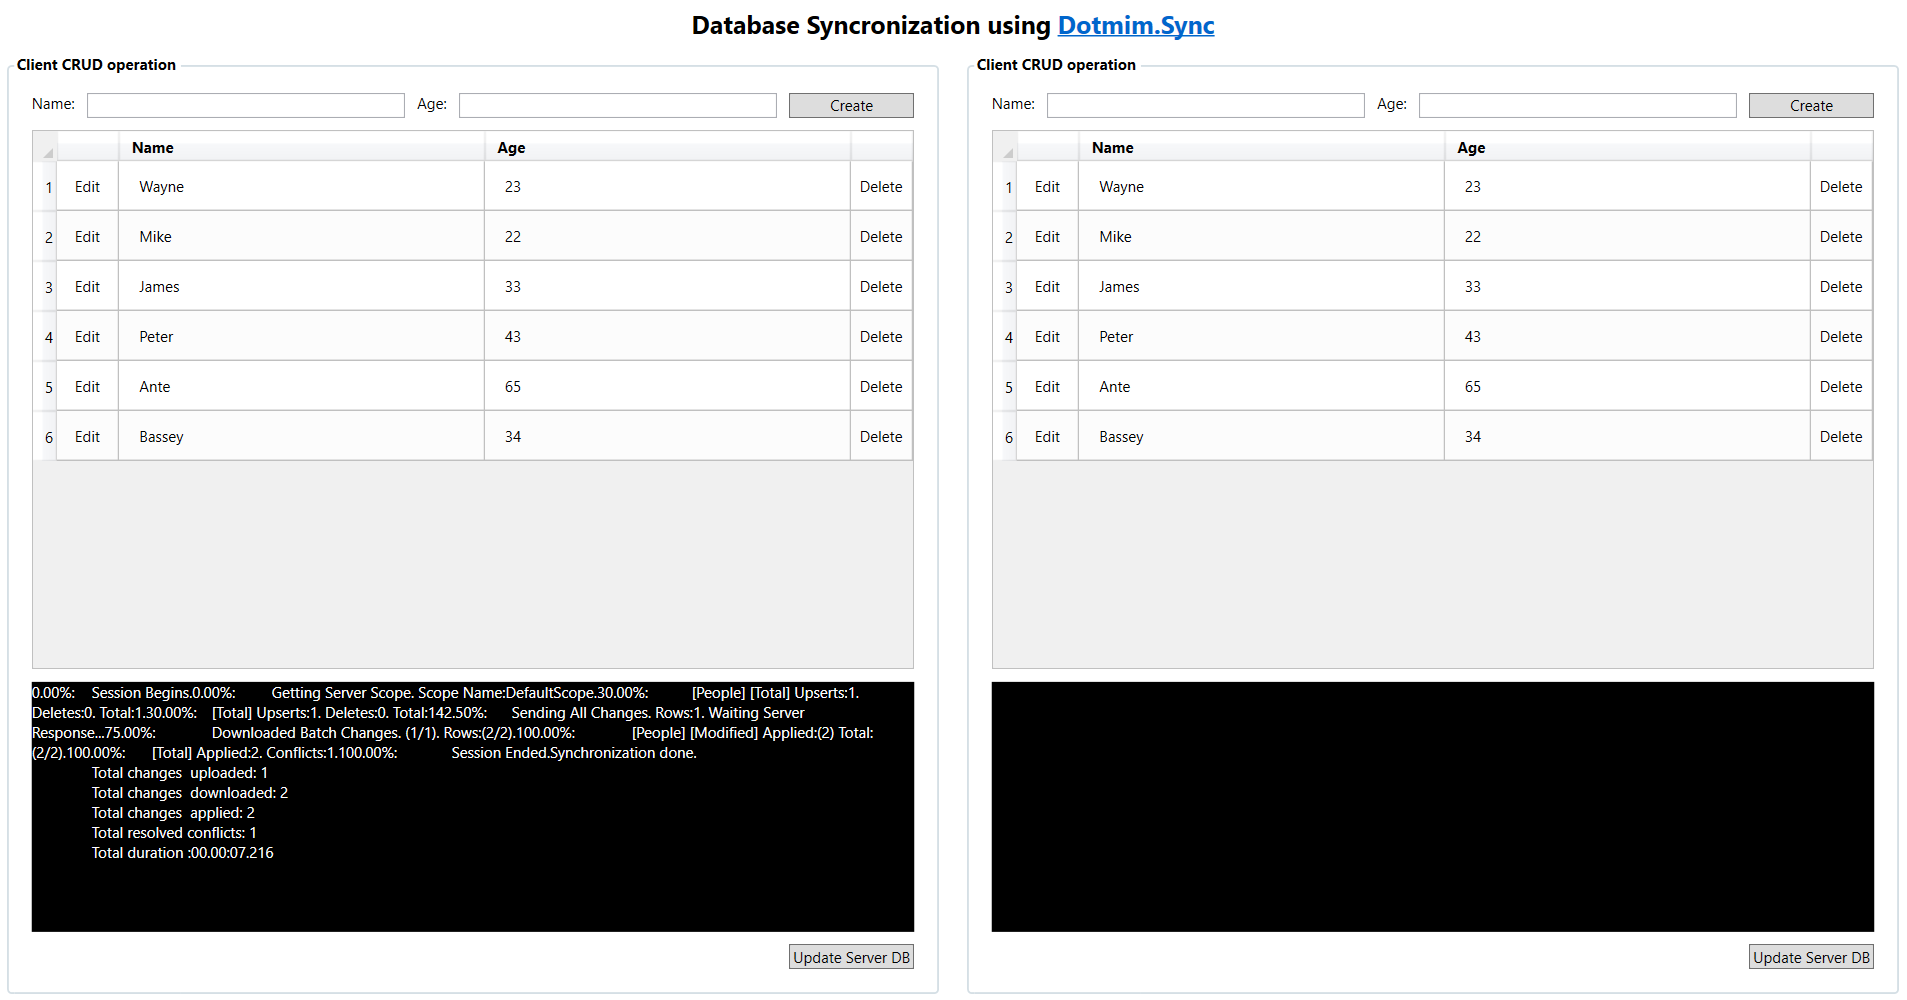 Database Syncronization using Dotmim.Sync
Client CRUD operation
Name:
Age:
Create
Name Age
1 Edit Wayne 23 Delete
2 Edit Mike 22 Delete
3 Edit James 33 Delete
4 Edit Peter 43 Delete
5 Edit Ante 65 Delete
6 Edit Bassey 34 Delete
0.00%: Session Begins.0.00%: Getting Server Scope. Scope Name:DefaultScope.30.00%: [People] [Total] Upserts:1.
Deletes:0. Total:1.30.00%: [Total] Upserts:1. Deletes:0. Total:142.50%: Sending All Changes. Rows:1. Waiting Server
Response...75.00%: Downloaded Batch Changes. (1/1). Rows:(2/2).100.00%: [People] [Modified] Applied:(2) Total:
(2/2).100.00%: [Total] Applied:2. Conflicts:1.100.00%: Session Ended.Synchronization done.
Total changes uploaded: 1
Total changes downloaded: 2
Total changes applied: 2
Total resolved conflicts: 1
Total duration :00.00:07.216
Update Server DB
Client CRUD operation
Name:
Age:
Create
Name Age
1 Edit Wayne 23 Delete
2 Edit Mike 22 Delete
3 Edit James 33 Delete
4 Edit Peter 43 Delete
5 Edit Ante 65 Delete
6 Edit Bassey 34 Delete
Update Server DB